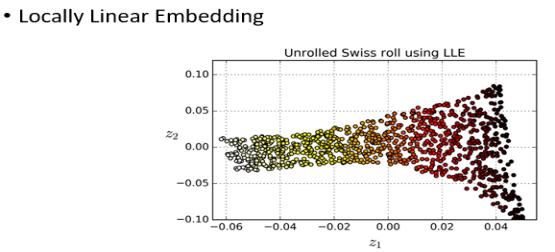 • Locally Linear Embedding
Unrolled Swiss roll using LLE
0.10
0.05
z₂
0.00
−0.05
−0.10
−0.06 −0.04 −0.02 0.00 0.02 0.04
z₁